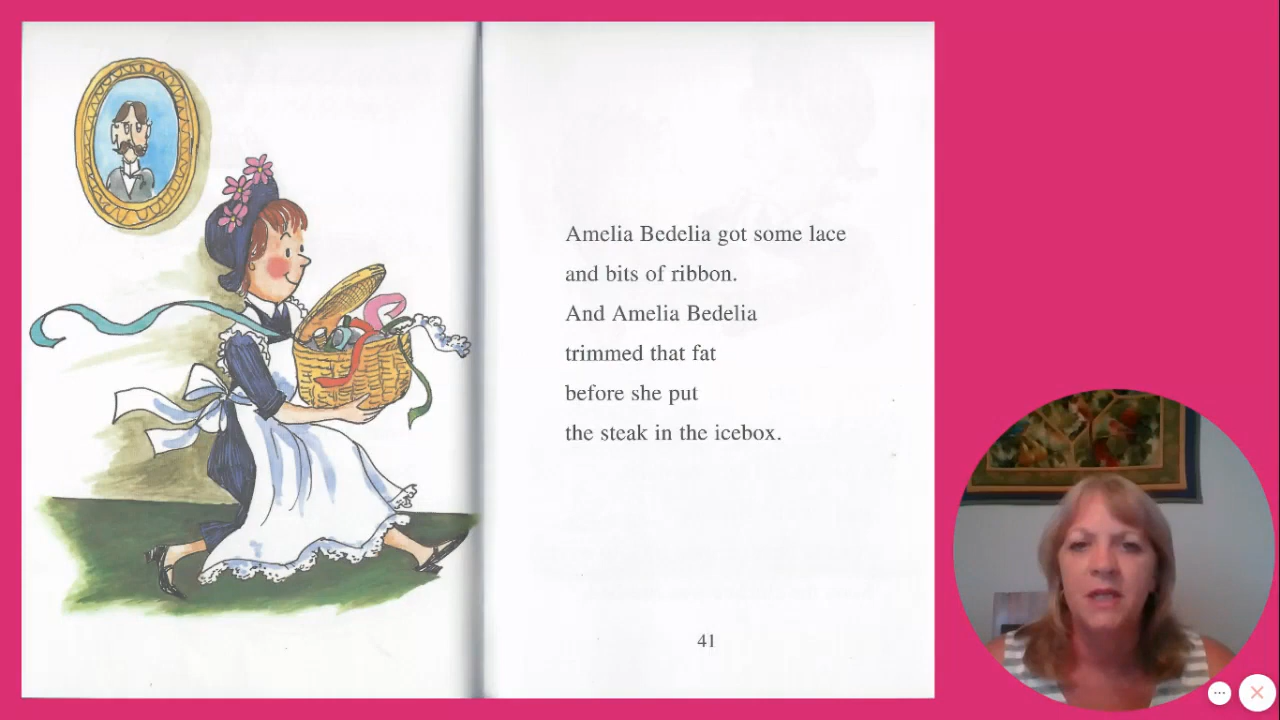 Amelia Bedelia got some lace
and bits of ribbon.
And Amelia Bedelia
trimmed that fat
before she put
the steak in the icebox.
41